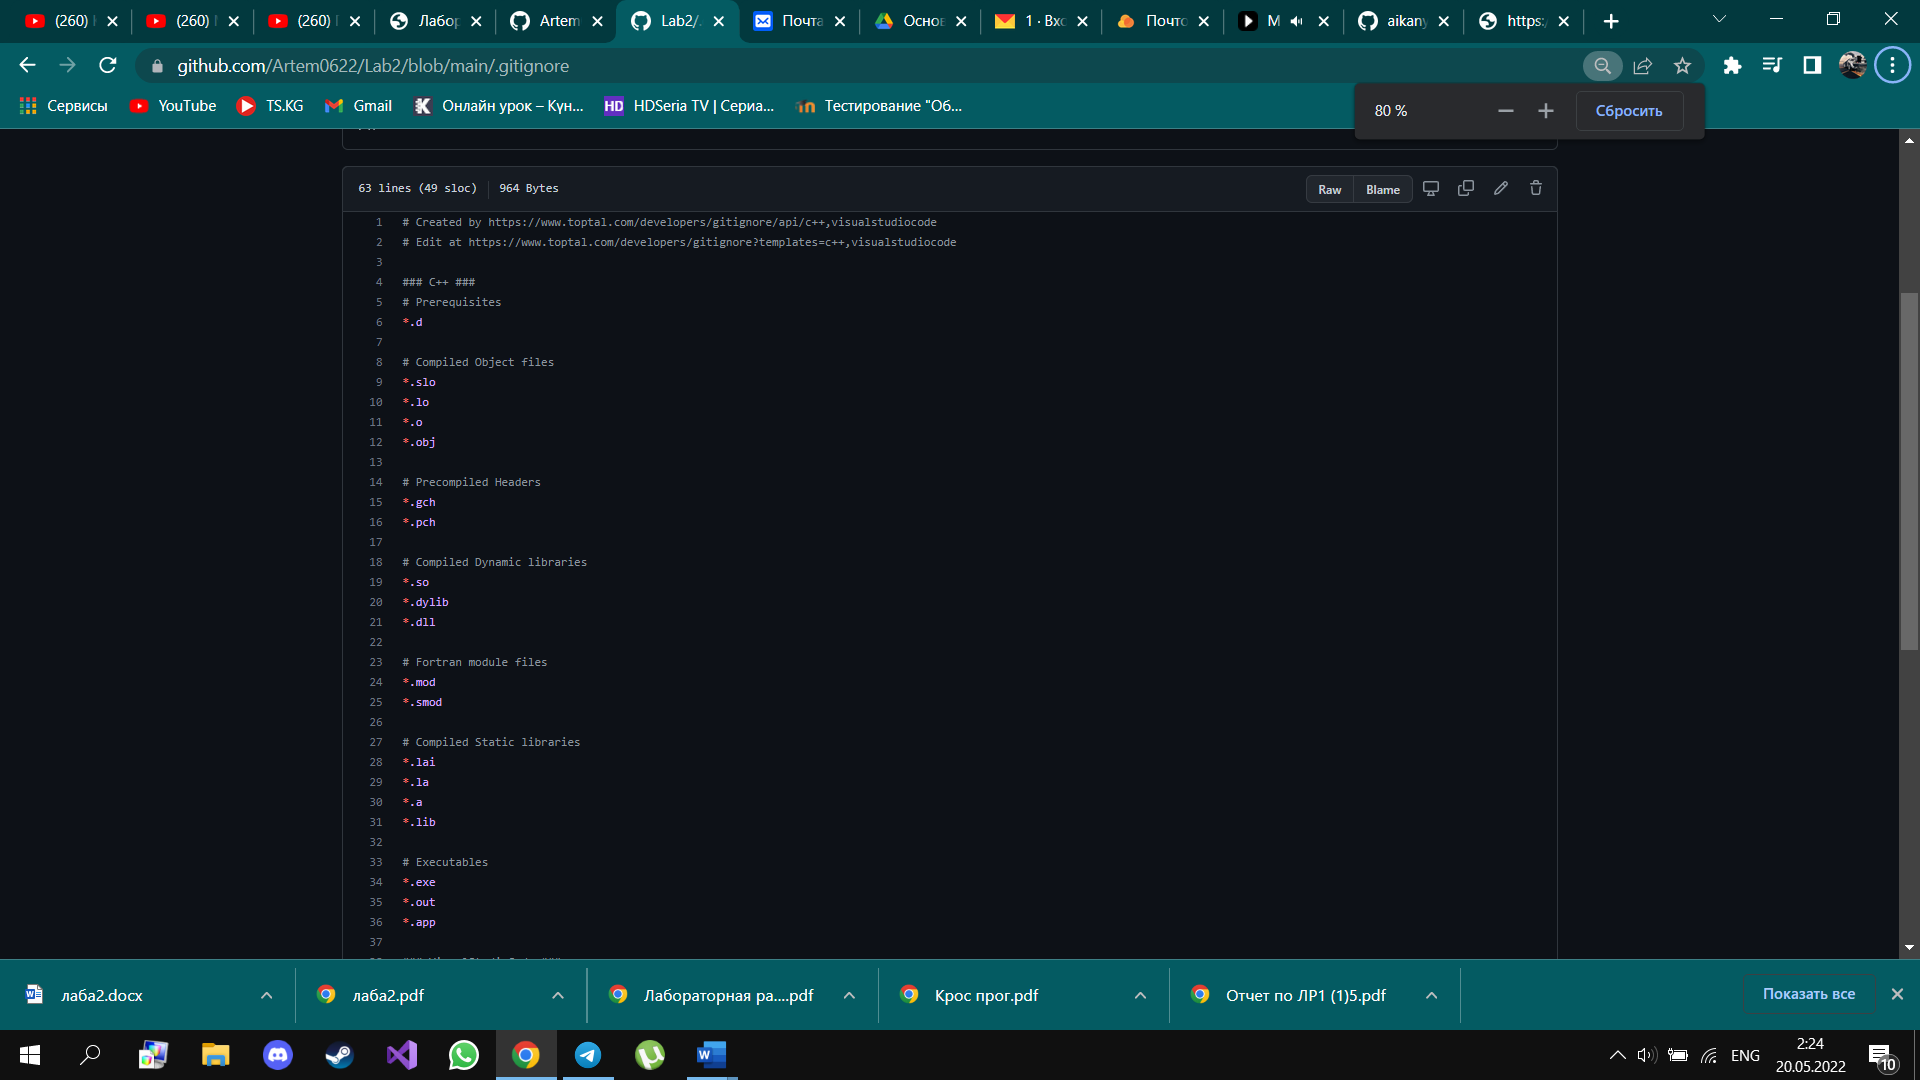 (260)
(260)
(260)
Лабор
Artem
Lab2/.
Почта
Осно
1 · Вхо
Почто
М
aikany
https:/
github.com/Artem0622/Lab2/blob/main/.gitignore
Сервисы
YouTube
TS.KG
Gmail
Онлайн урок – Күн...
HD
HDSeria TV | Сериа...
Тестирование "Об...
80 %
Сбросить
63 lines (49 sloc)
964 Bytes
Raw
Blame
1 # Created by https://www.toptal.com/developers/gitignore/api/c++,visualstudiocode
2 # Edit at https://www.toptal.com/developers/gitignore?templates=c++,visualstudiocode
3
4 ### C++ ###
5 # Prerequisites
6 *.d
7
8 # Compiled Object files
9 *.slo
10 *.lo
11 *.o
12 *.obj
13
14 # Precompiled Headers
15 *.gch
16 *.pch
17
18 # Compiled Dynamic libraries
19 *.so
20 *.dylib
21 *.dll
22
23 # Fortran module files
24 *.mod
25 *.smod
26
27 # Compiled Static libraries
28 *.lai
29 *.la
30 *.a
31 *.lib
32
33 # Executables
34 *.exe
35 *.out
36 *.app
37
лаба2.docx
лаба2.pdf
Лабораторная ра....pdf
Крос прог.pdf
Отчет по ЛР1 (1)5.pdf
Показать все
ENG
2:24
20.05.2022
10